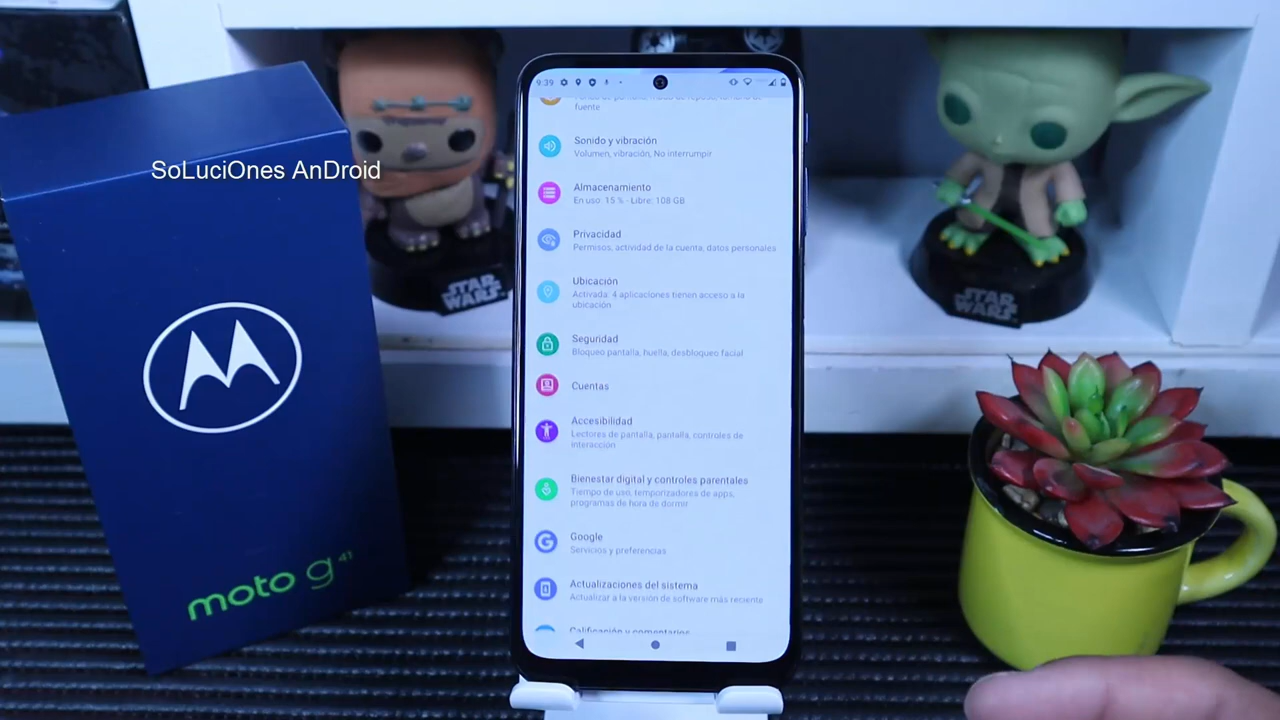 SoLuciOnes AnDroid
moto g 41
STAR
WARS
STAR
WARS
9:39
fuente
Sonido y vibración
Volumen, vibración, No interrumpir
Almacenamiento
En uso: 15 % - Libre: 108 GB
Privacidad
Permisos, actividad de la cuenta, datos personales
Ubicación
Activada: 4 aplicaciones tienen acceso a la
ubicación
Seguridad
Bloqueo pantalla, huella, desbloqueo facial
Cuentas
Accesibilidad
Lectores de pantalla, pantalla, controles de
interacción
Bienestar digital y controles parentales
Tiempo de uso, temporizadores de apps,
programas de hora de dormir
Google
Servicios y preferencias
Actualizaciones del sistema
Actualizar a la versión de software más reciente